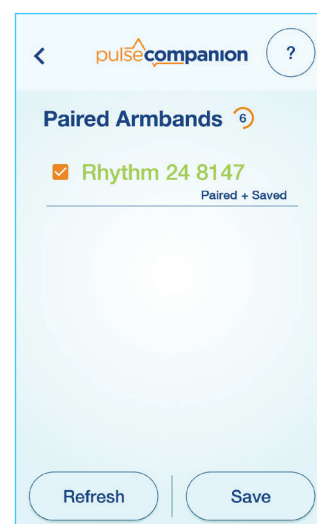 pulsecompanion
?
Paired Armbands 6
Rhythm 24 8147
Paired + Saved
Refresh
Save